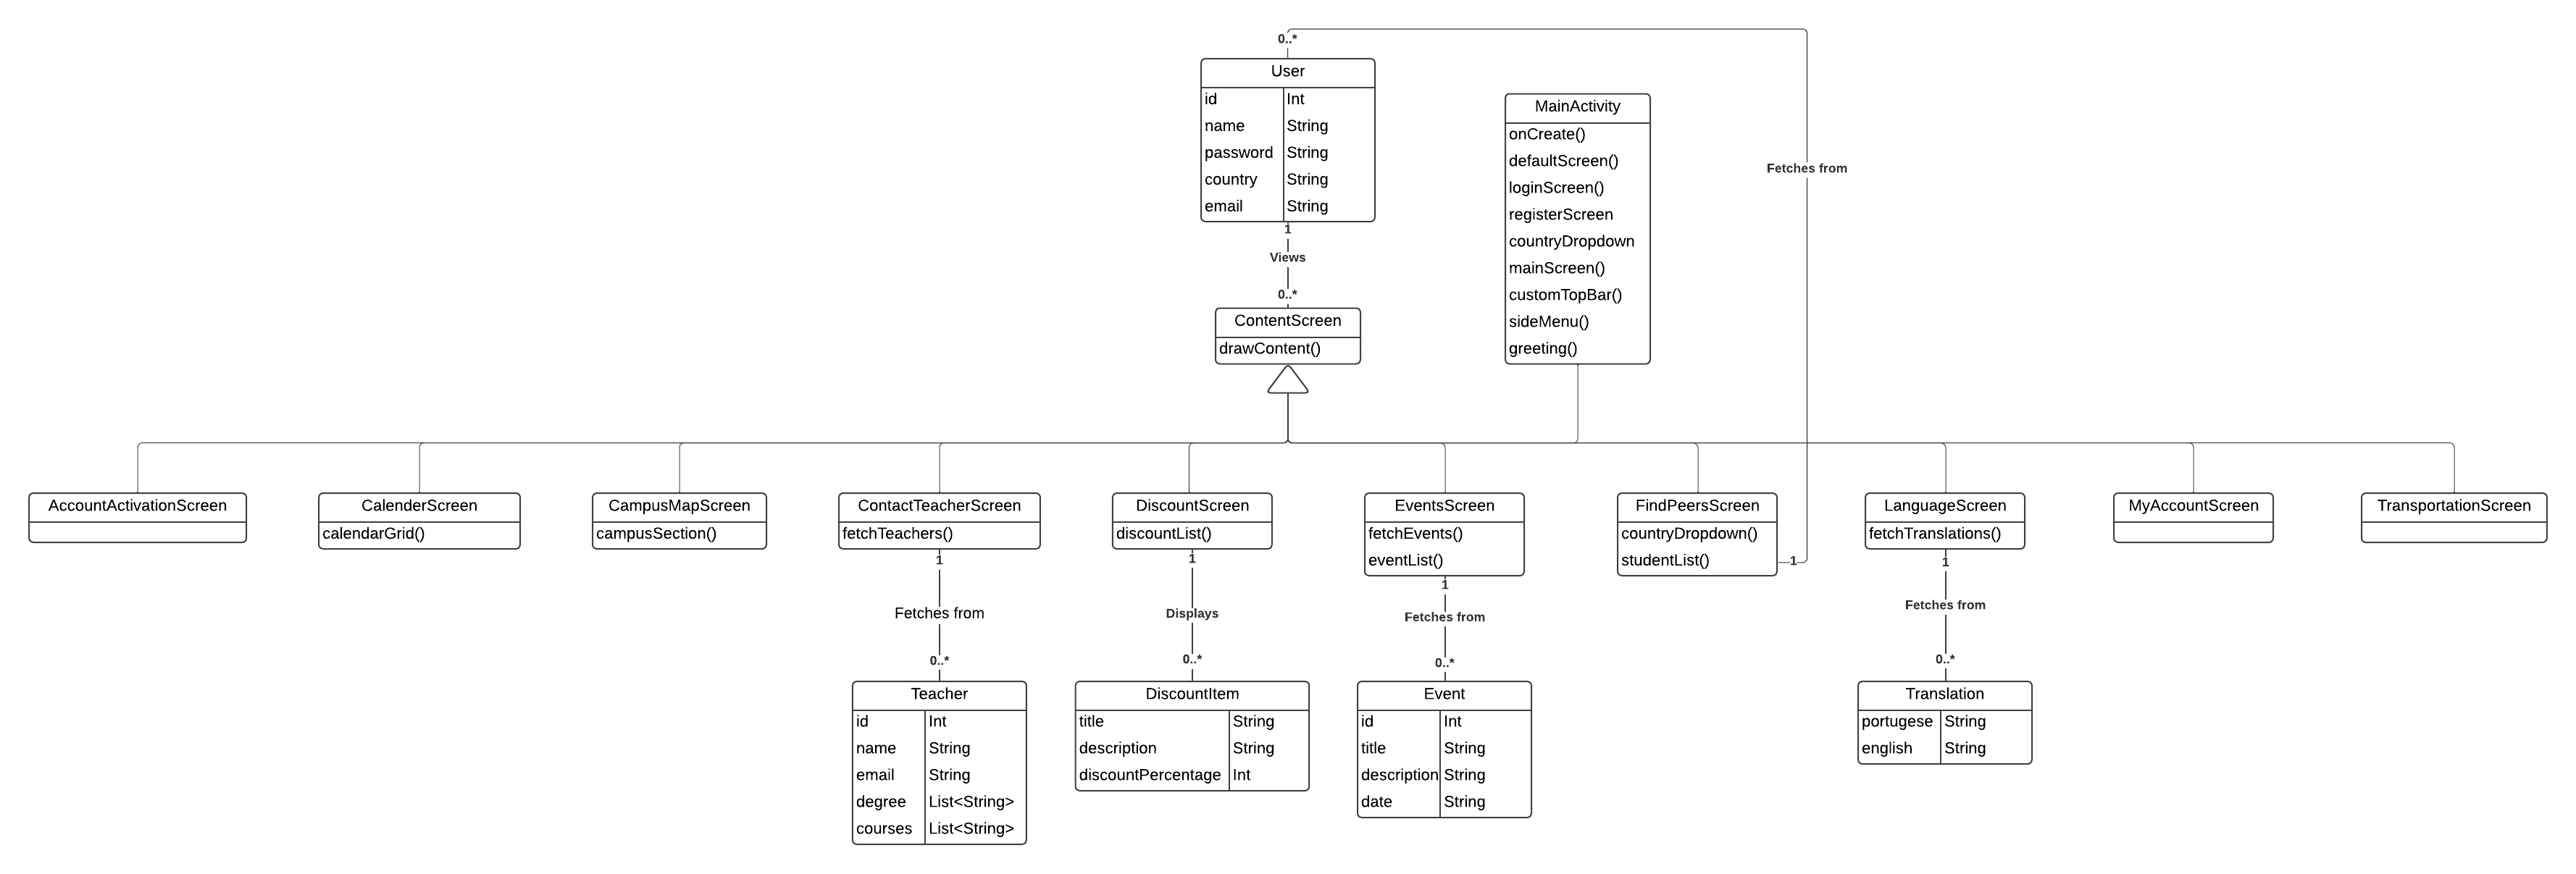 0..*
User
id Int
name String
password String
country String
email String
1
Views
0..*
ContentScreen
drawContent()
MainActivity
onCreate()
defaultScreen()
loginScreen()
registerScreen
countryDropdown
mainScreen()
customTopBar()
sideMenu()
greeting()
Fetches from
AccountActivationScreen
CalenderScreen
calendarGrid()
CampusMapScreen
campusSection()
ContactTeacherScreen
fetchTeachers()
DiscountScreen
discountList()
EventsScreen
fetchEvents()
eventList()
FindPeersScreen
countryDropdown()
studentList()
1
LanguageScreen
fetchTranslations()
MyAccountScreen
TransportationScreen
1
Fetches from
0..*
Teacher
id Int
name String
email String
degree List<String>
courses List<String>
1
Displays
0..*
DiscountItem
title String
description String
discountPercentage Int
1
Fetches from
0..*
Event
id Int
title String
description String
date String
1
Fetches from
0..*
Translation
portugese String
english String